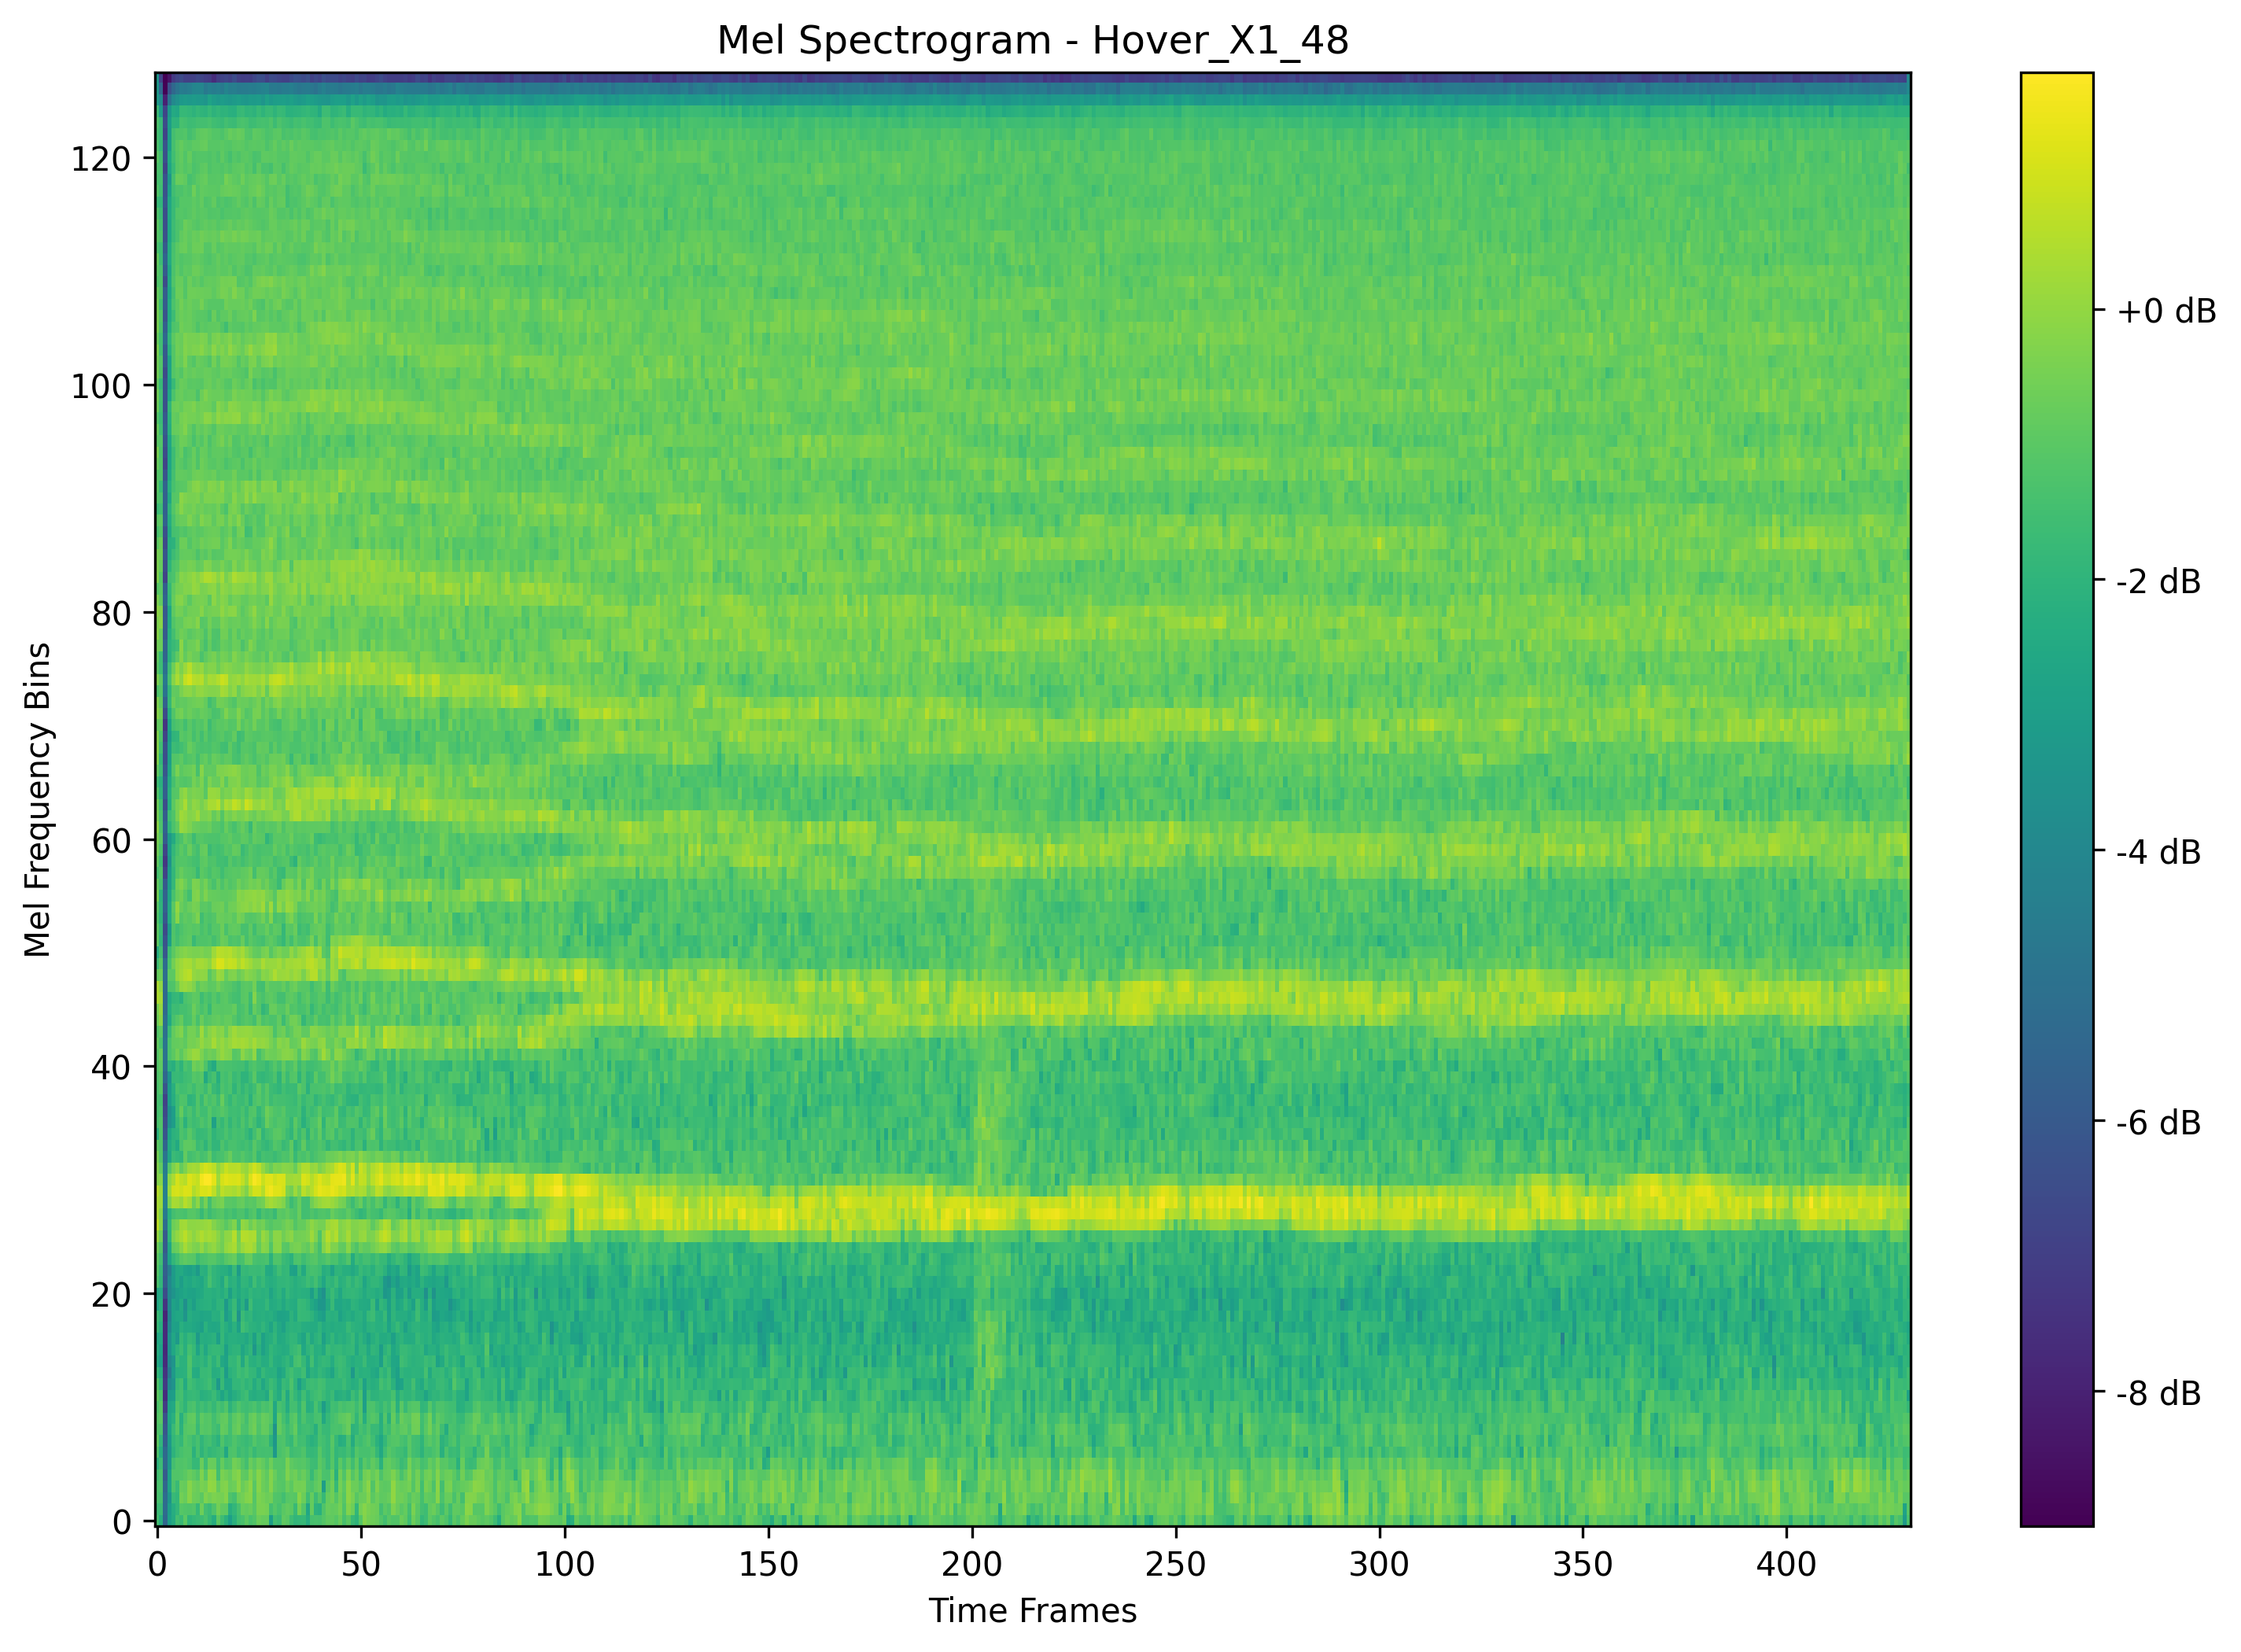 Mel Spectrogram - Hover_X1_48
Mel Frequency Bins
120
100
80
60
40
20
0
0 50 100 150 200 250 300 350 400
Time Frames
+0 dB
-2 dB
-4 dB
-6 dB
-8 dB